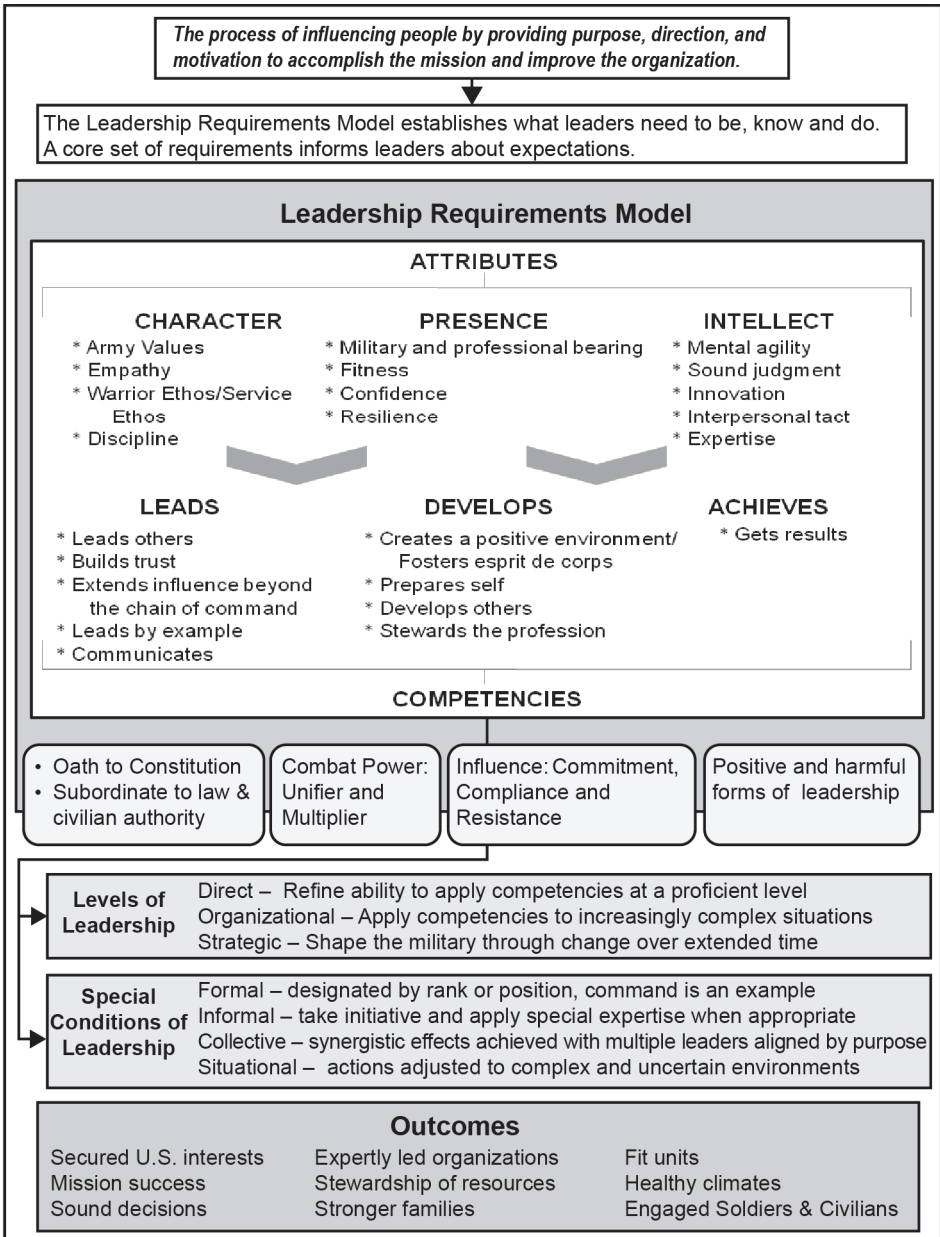 The process of influencing people by providing purpose, direction, and
motivation to accomplish the mission and improve the organization.
The Leadership Requirements Model establishes what leaders need to be, know and do.
A core set of requirements informs leaders about expectations.
Leadership Requirements Model
ATTRIBUTES
CHARACTER
* Army Values
* Empathy
* Warrior Ethos/Service
Ethos
* Discipline
PRESENCE
* Military and professional bearing
* Fitness
* Confidence
* Resilience
INTELLECT
* Mental agility
* Sound judgment
* Innovation
* Interpersonal tact
* Expertise
LEADS
* Leads others
* Builds trust
* Extends influence beyond
the chain of command
* Leads by example
* Communicates
DEVELOPS
* Creates a positive environment/
Fosters esprit de corps
* Prepares self
* Develops others
* Stewards the profession
ACHIEVES
* Gets results
COMPETENCIES
• Oath to Constitution
• Subordinate to law &
civilian authority
Combat Power:
Unifier and
Multiplier
Influence: Commitment,
Compliance and
Resistance
Positive and harmful
forms of leadership
Levels of
Leadership
Direct – Refine ability to apply competencies at a proficient level
Organizational – Apply competencies to increasingly complex situations
Strategic – Shape the military through change over extended time
Special
Conditions of
Leadership
Formal – designated by rank or position, command is an example
Informal – take initiative and apply special expertise when appropriate
Collective – synergistic effects achieved with multiple leaders aligned by purpose
Situational – actions adjusted to complex and uncertain environments
Outcomes
Secured U.S. interests
Mission success
Sound decisions
Expertly led organizations
Stewardship of resources
Stronger families
Fit units
Healthy climates
Engaged Soldiers & Civilians